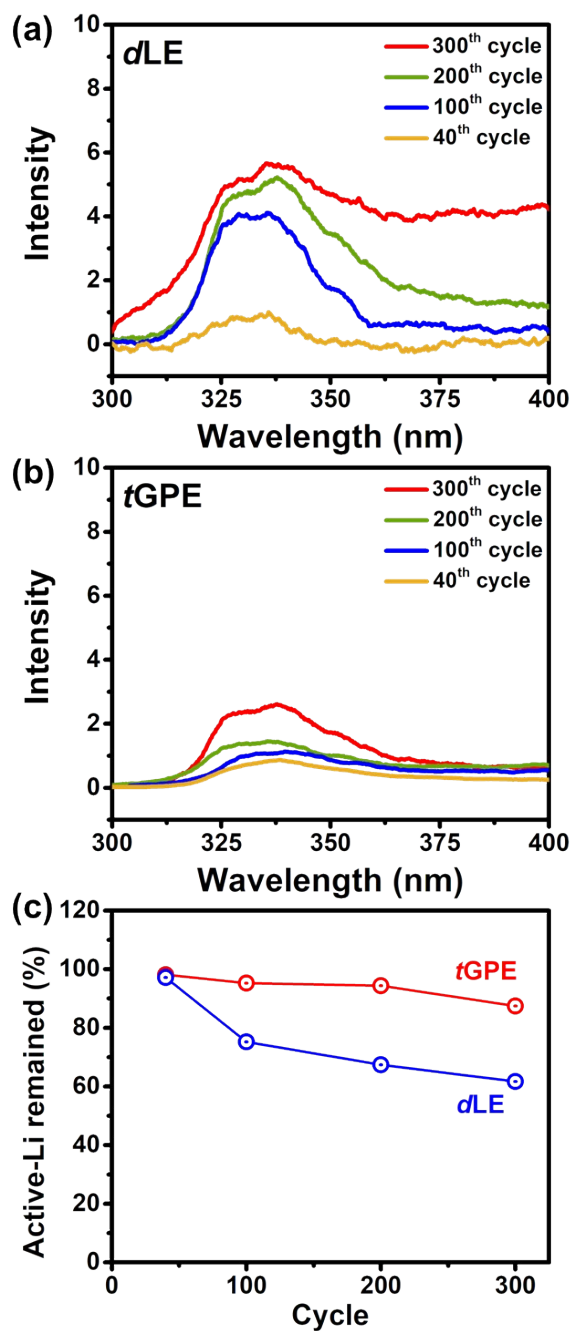 (a)
dLE
300th cycle
200th cycle
100th cycle
40th cycle
10
8
6
4
2
0
Intensity
300 325 350 375 400
Wavelength (nm)
(b)
tGPE
300th cycle
200th cycle
100th cycle
40th cycle
10
8
6
4
2
0
Intensity
300 325 350 375 400
Wavelength (nm)
(c)
120
100
80
60
40
20
0
Active-Li remained (%)
tGPE
dLE
0 100 200 300
Cycle